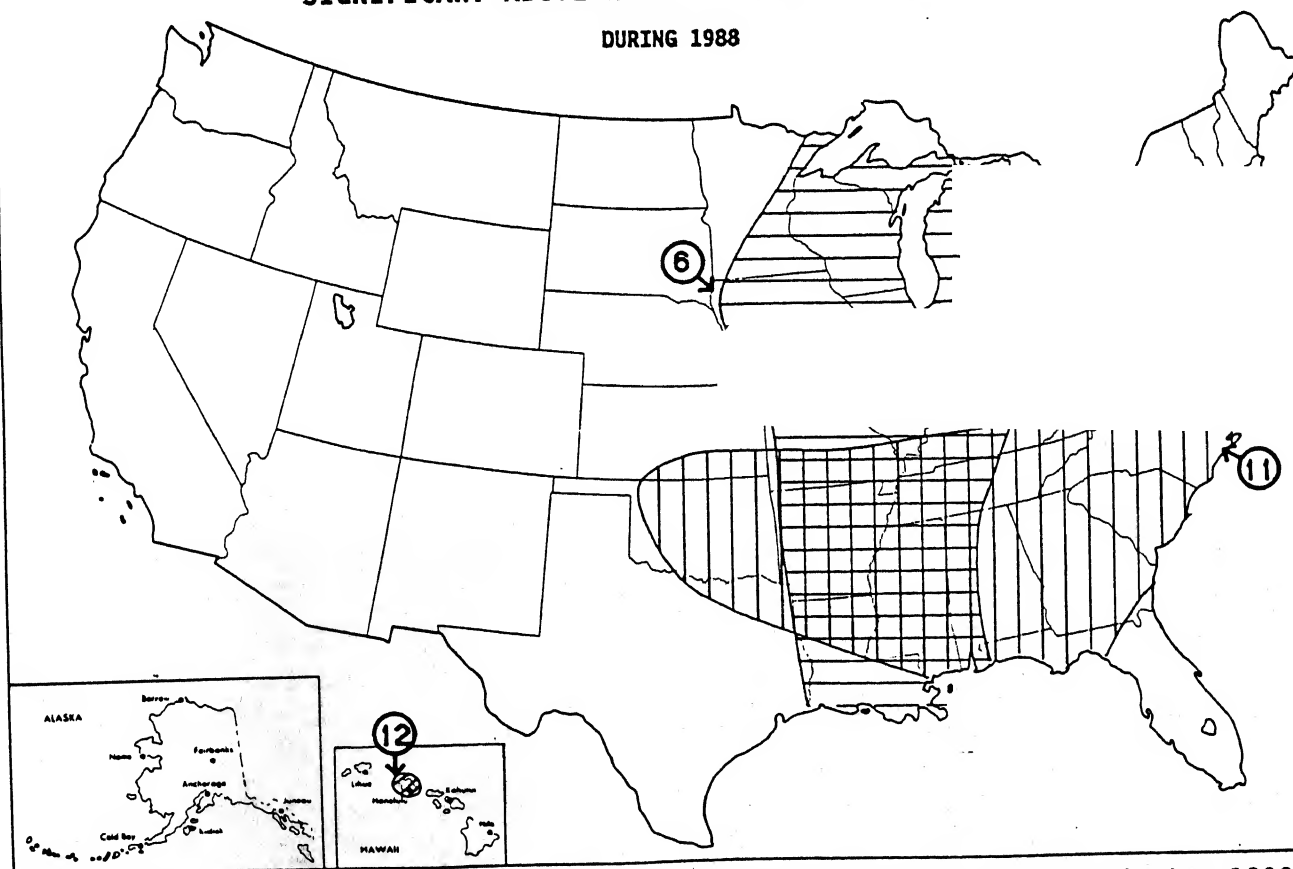 DURING 1988
6
11
12
ALASKA
Barrow
Nome
Fairbanks
Anchorage
Juneau
Kodiak
Cold Bay
Lihue
Honolulu
Kahului
Hilo
HAWAII